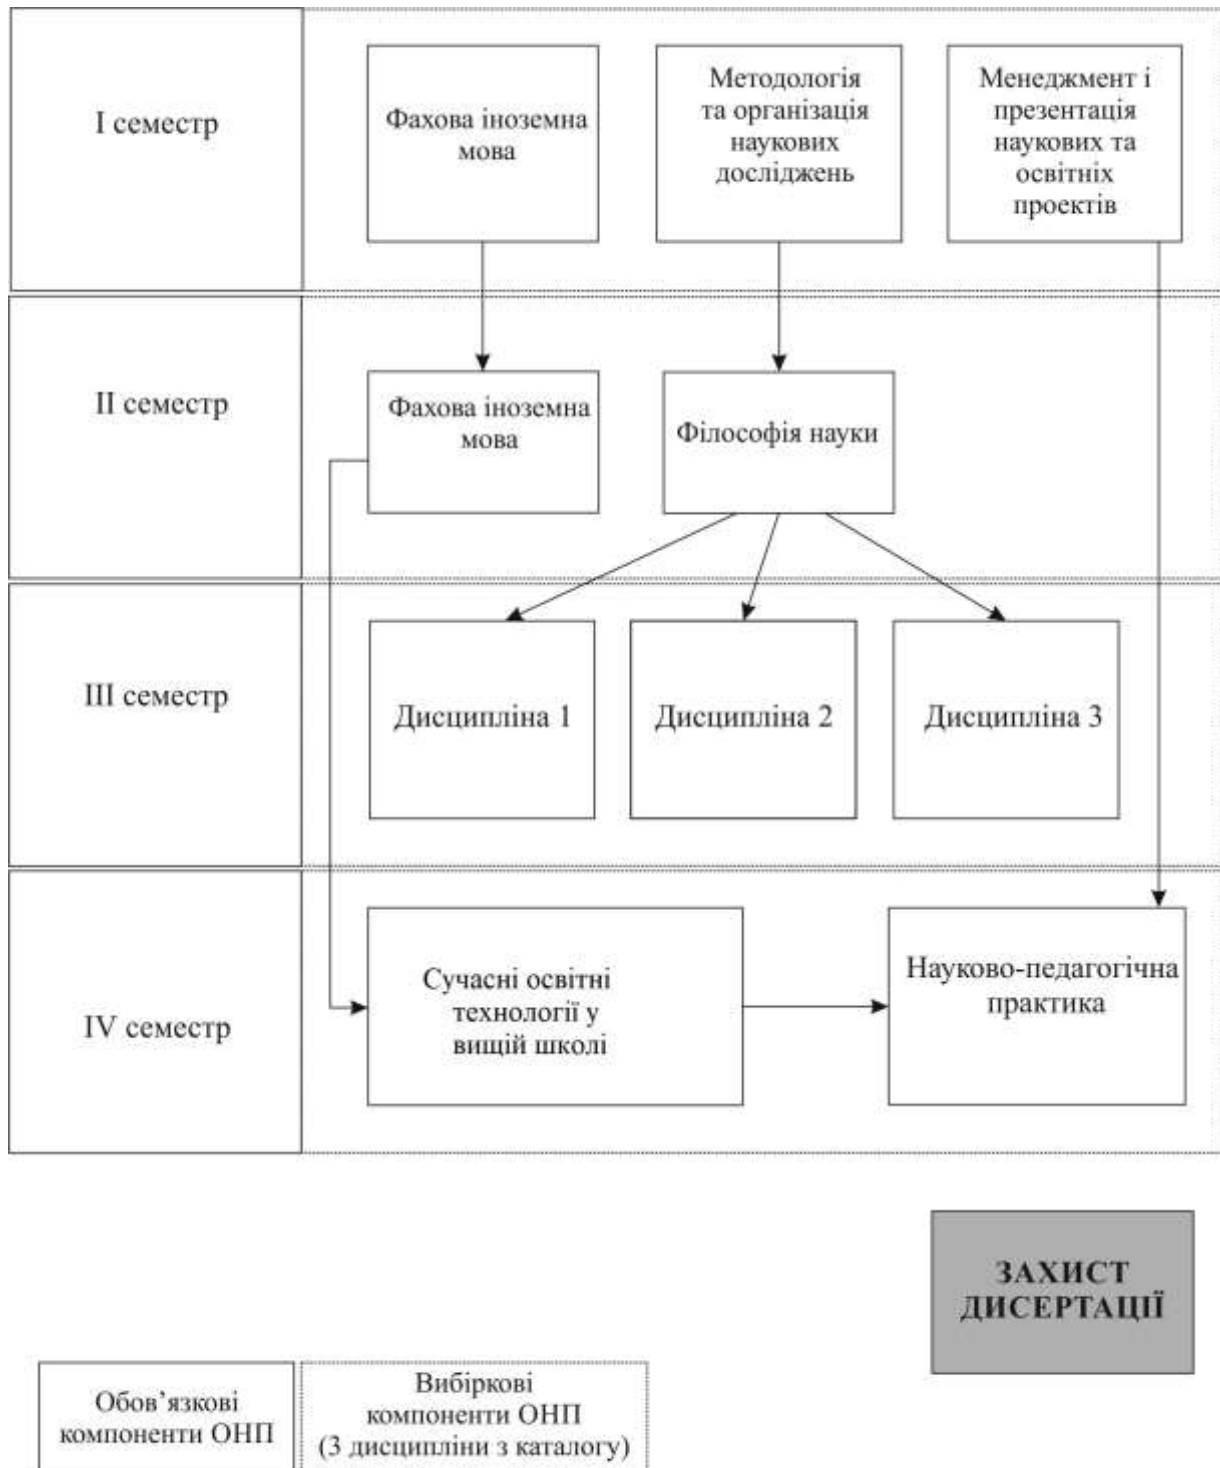 І семестр
Фахова іноземна
мова
Методологія
та організація
наукових
досліджень
Менеджмент і
презентація
наукових та
освітніх
проектів
ІІ семестр
Фахова іноземна
мова
Філософія науки
ІІІ семестр
Дисципліна 1
Дисципліна 2
Дисципліна 3
IV семестр
Сучасні освітні
технології у
вищій школі
Науково-педагогічна
практика
ЗАХИСТ
ДИСЕРТАЦІЇ
Обов’язкові
компоненти ОНП
Вибіркові
компоненти ОНП
(3 дисципліни з каталогу)